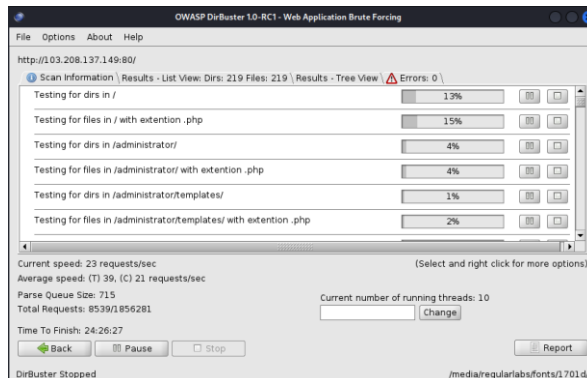 OWASP DirBuster 1.0-RC1 - Web Application Brute Forcing
File Options About Help
http://103.208.137.149:80/
Scan Information Results - List View: Dirs: 219 Files: 219 Results - Tree View Errors: 0
Testing for dirs in / 13%
Testing for files in / with extention .php 15%
Testing for dirs in /administrator/ 4%
Testing for files in /administrator/ with extention .php 4%
Testing for dirs in /administrator/templates/ 1%
Testing for files in /administrator/templates/ with extention .php 2%
Current speed: 23 requests/sec (Select and right click for more options)
Average speed: (T) 39, (C) 21 requests/sec
Parse Queue Size: 715 Current number of running threads: 10
Total Requests: 8539/1856281 Change
Time To Finish: 24:26:27
Back Pause Stop Report
DirBuster Stopped /media/regularlabs/fonts/1701d/